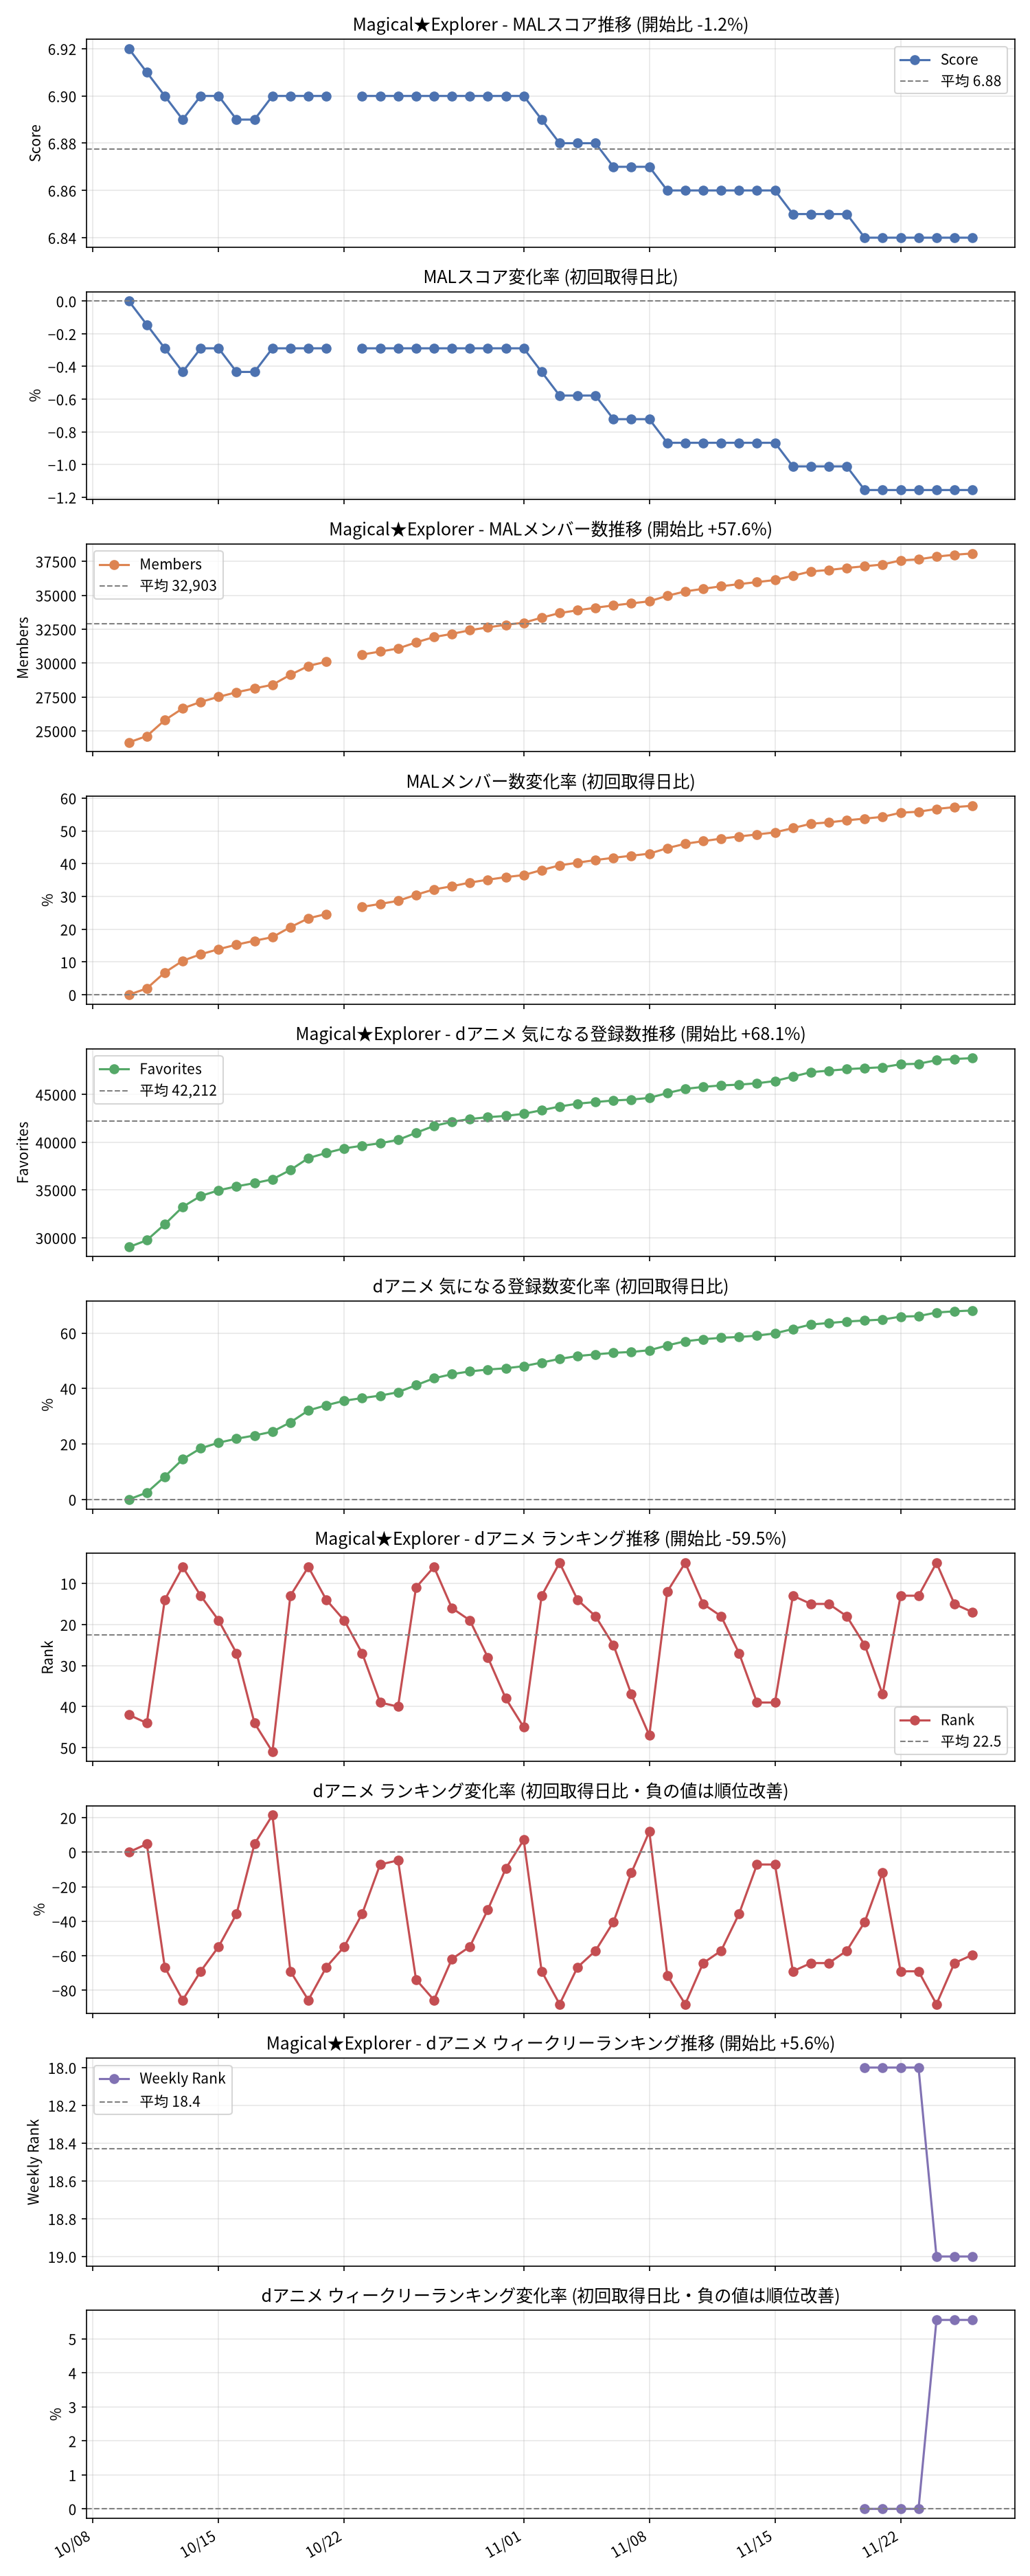 Magical★Explorer - MALスコア推移 (開始比 -1.2%)
Score
6.92
6.90
6.88
6.86
6.84
Score
平均 6.88
MALスコア変化率 (初回取得日比)
%
0.0
−0.2
−0.4
−0.6
−0.8
−1.0
−1.2
Magical★Explorer - MALメンバー数推移 (開始比 +57.6%)
Members
37500
35000
32500
30000
27500
25000
Members
平均 32,903
MALメンバー数変化率 (初回取得日比)
%
60
50
40
30
20
10
0
Magical★Explorer - dアニメ 気になる登録数推移 (開始比 +68.1%)
Favorites
45000
40000
35000
30000
Favorites
平均 42,212
dアニメ 気になる登録数変化率 (初回取得日比)
%
60
40
20
0
Magical★Explorer - dアニメ ランキング推移 (開始比 -59.5%)
Rank
10
20
30
40
50
Rank
平均 22.5
dアニメ ランキング変化率 (初回取得日比・負の値は順位改善)
%
20
0
−20
−40
−60
−80
Magical★Explorer - dアニメ ウィークリーランキング推移 (開始比 +5.6%)
Weekly Rank
18.0
18.2
18.4
18.6
18.8
19.0
Weekly Rank
平均 18.4
dアニメ ウィークリーランキング変化率 (初回取得日比・負の値は順位改善)
%
5
4
3
2
1
0
10/08
10/15
10/22
11/01
11/08
11/15
11/22